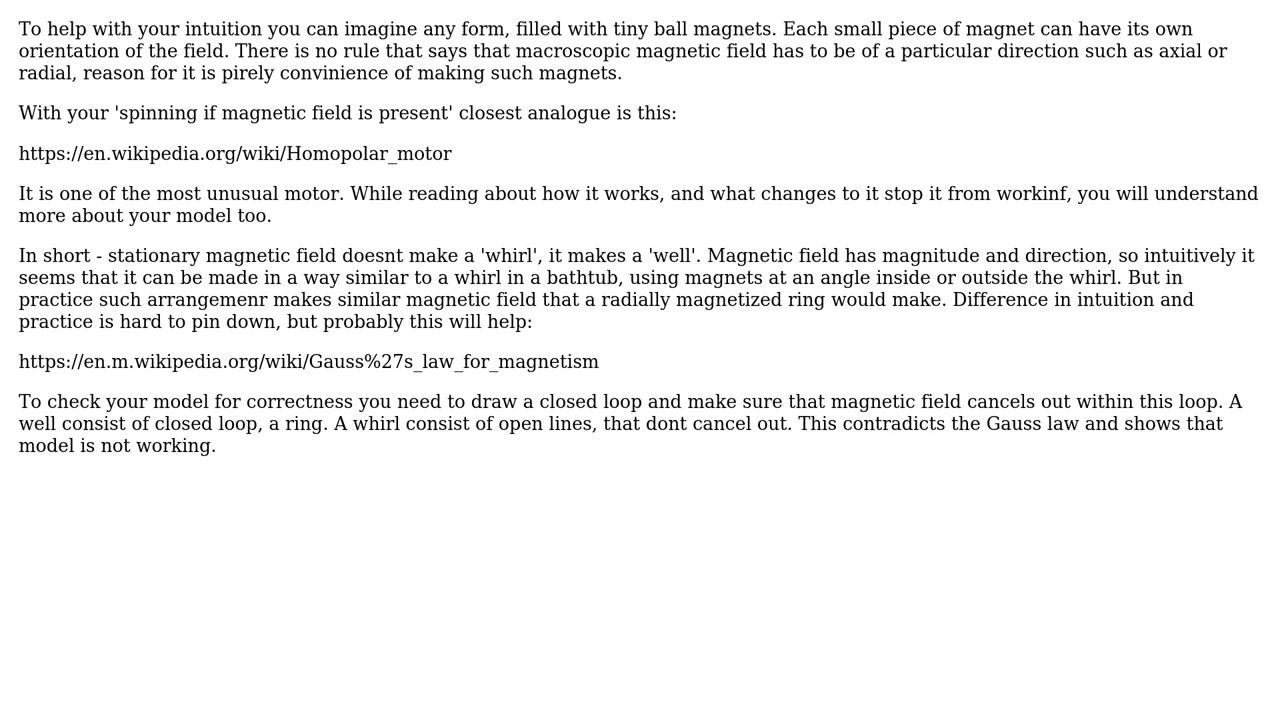 To help with your intuition you can imagine any form, filled with tiny ball magnets. Each small piece of magnet can have its own
orientation of the field. There is no rule that says that macroscopic magnetic field has to be of a particular direction such as axial or
radial, reason for it is pirely convinience of making such magnets.
With your 'spinning if magnetic field is present' closest analogue is this:
https://en.wikipedia.org/wiki/Homopolar_motor
It is one of the most unusual motor. While reading about how it works, and what changes to it stop it from workinf, you will understand
more about your model too.
In short - stationary magnetic field doesnt make a 'whirl', it makes a 'well'. Magnetic field has magnitude and direction, so intuitively it
seems that it can be made in a way similar to a whirl in a bathtub, using magnets at an angle inside or outside the whirl. But in
practice such arrangemenr makes similar magnetic field that a radially magnetized ring would make. Difference in intuition and
practice is hard to pin down, but probably this will help:
https://en.m.wikipedia.org/wiki/Gauss%27s_law_for_magnetism
To check your model for correctness you need to draw a closed loop and make sure that magnetic field cancels out within this loop. A
well consist of closed loop, a ring. A whirl consist of open lines, that dont cancel out. This contradicts the Gauss law and shows that
model is not working.